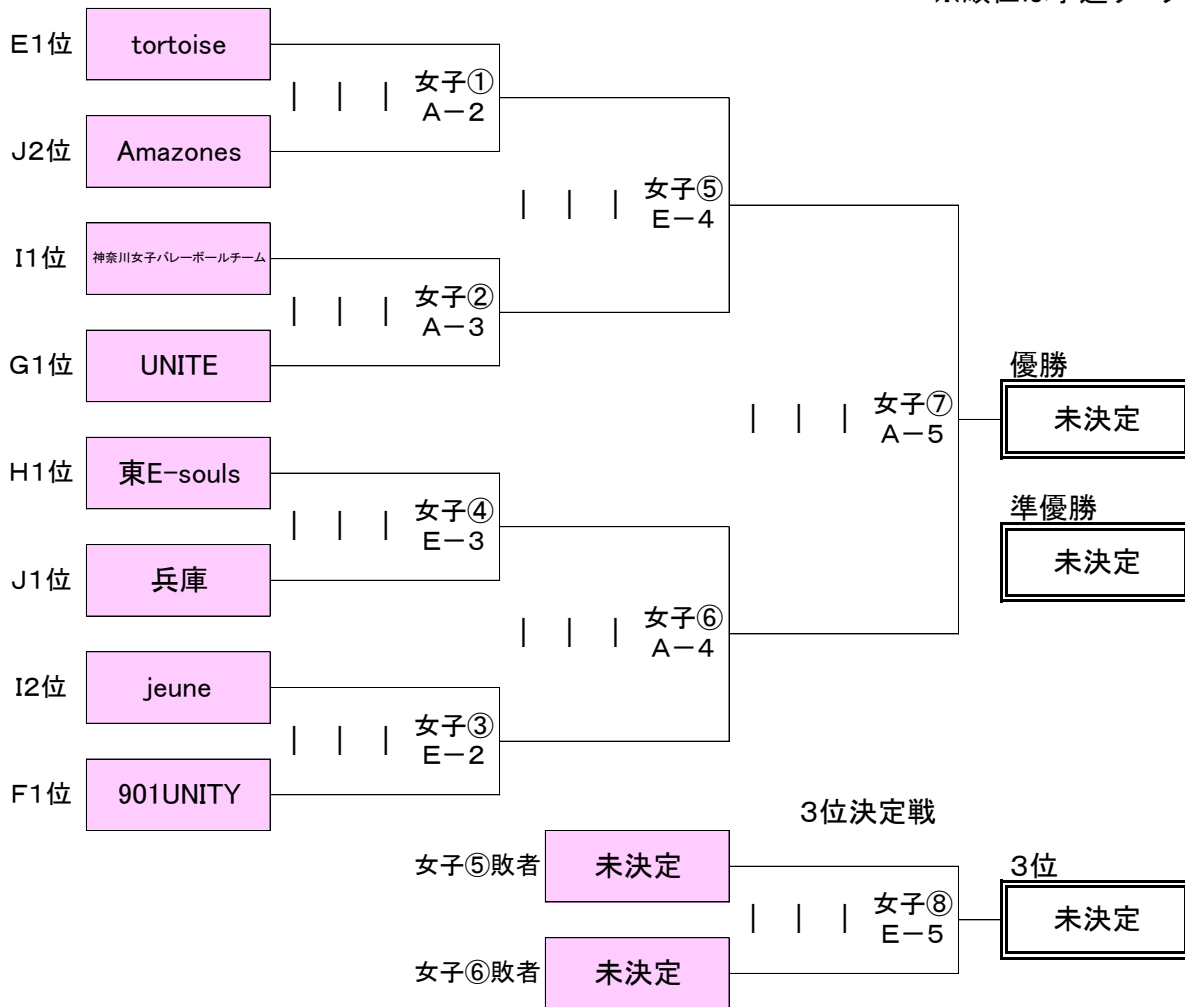 E1位 tortoise
女子①
A-2
J2位 Amazones
女子⑤
E-4
I1位 神奈川女子バレーボールチーム
女子②
A-3
G1位 UNITE
優勝
女子⑦
A-5
未決定
H1位 東E-souls
女子④
E-3
準優勝
未決定
J1位 兵庫
女子⑥
A-4
I2位 jeune
女子③
E-2
F1位 901UNITY
3位決定戦
女子⑤敗者 未決定
3位
女子⑧
E-5
未決定
女子⑥敗者 未決定